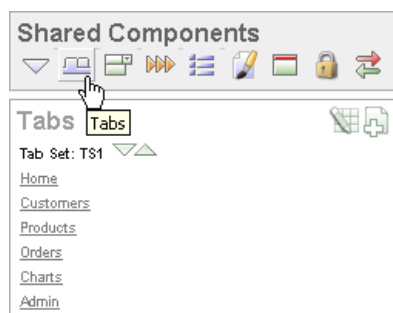 Shared Components
Tabs
Tabs
Tab Set: TS1
Home
Customers
Products
Orders
Charts
Admin